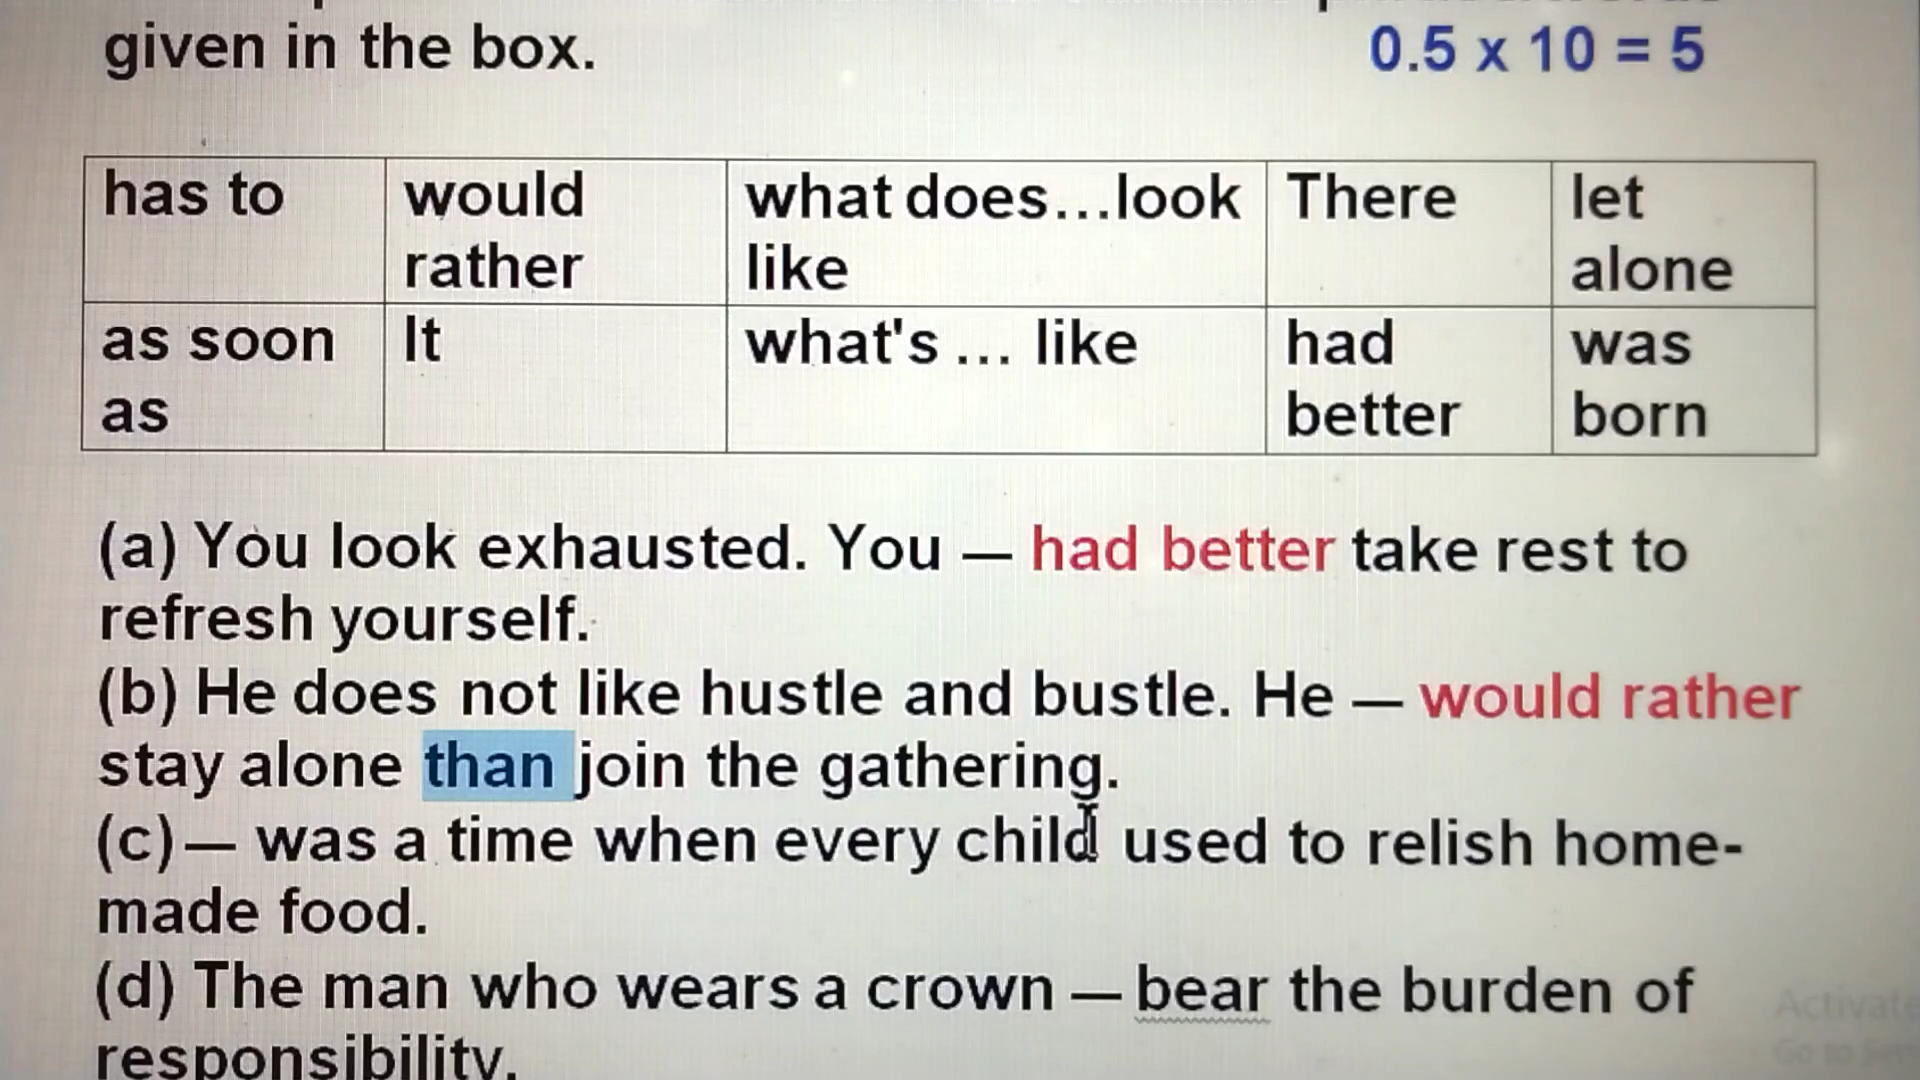 given in the box.
0.5 x 10 = 5
has to
would rather
what does...look like
There
let alone
as soon as
It
what's ... like
had better
was born
(a) You look exhausted. You — had better take rest to
refresh yourself.
(b) He does not like hustle and bustle. He — would rather
stay alone than join the gathering.
(c)— was a time when every child used to relish home-
made food.
(d) The man who wears a crown — bear the burden of
responsibility.
Activate